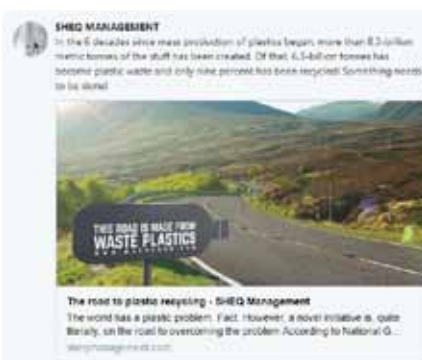 SHEQ MANAGEMENT
In the 6 decades since mass production of plastics began, more than 8.3-billion
metric tonnes of the stuff has been created. Of that, 6.3-billion tonnes has
become plastic waste and only nine percent has been recycled! Something needs
to be done!
THIS ROAD IS MADE FROM
WASTE PLASTICS
The road to plastic recycling - SHEQ Management
The world has a plastic problem. Fact. However, a novel initiative is, quite
literally, on the road to overcoming the problem According to National G...
sheqmanagement.com